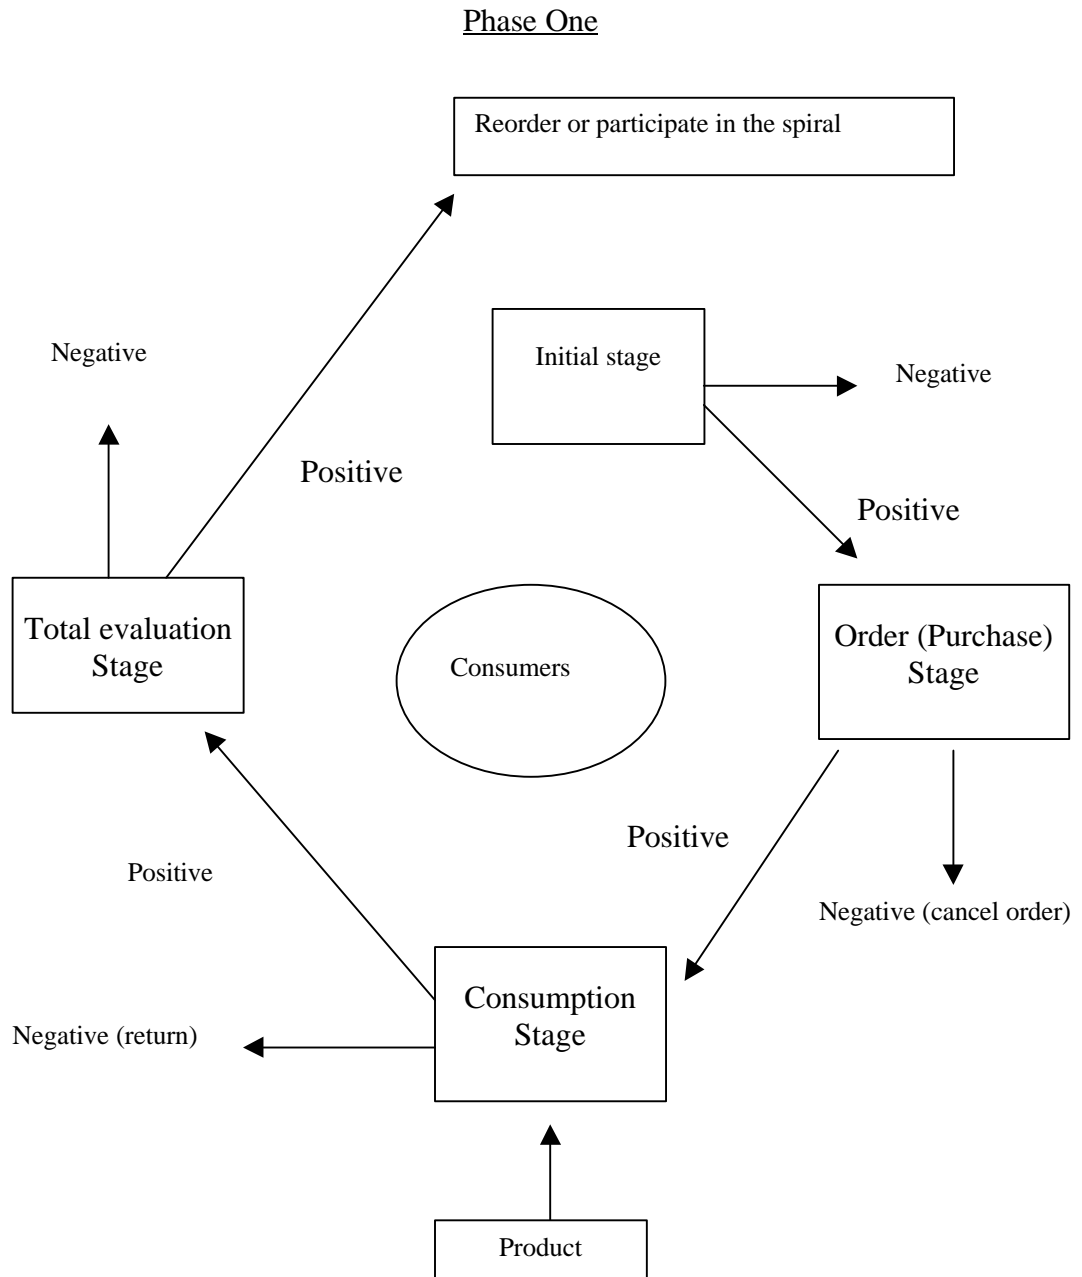 Phase One
Reorder or participate in the spiral
Negative
Initial stage
Negative
Positive
Positive
Total evaluation
Stage
Consumers
Order (Purchase)
Stage
Positive
Positive
Negative (cancel order)
Consumption
Stage
Negative (return)
Product